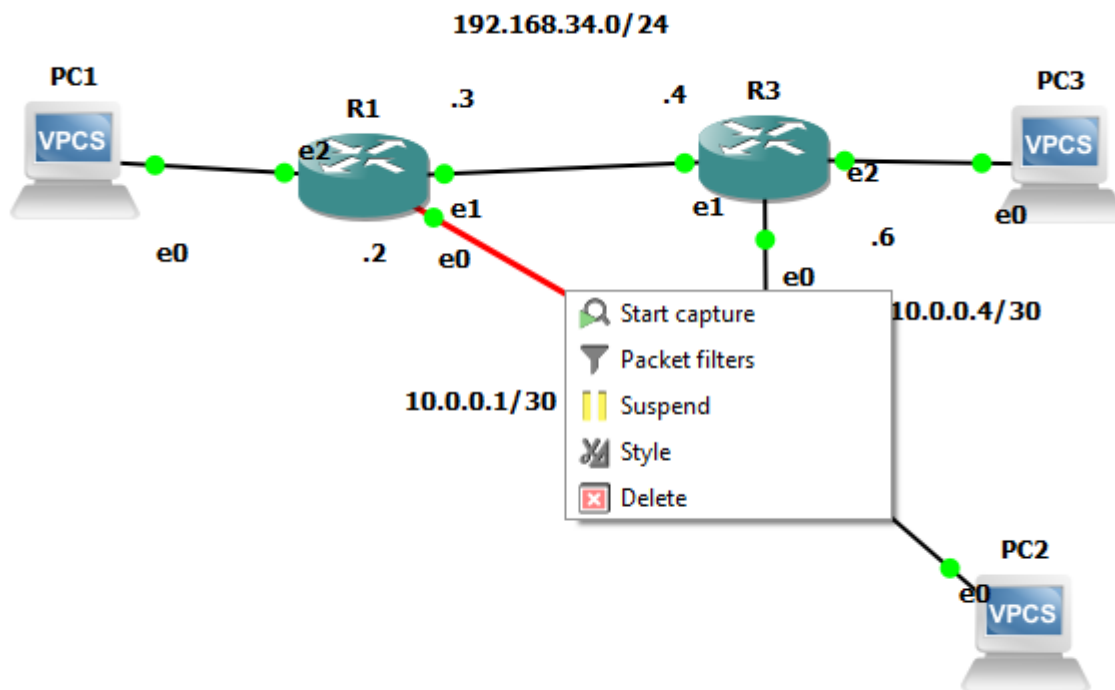 192.168.34.0/24
PC1
R1
.3
.4
R3
PC3
VPCS
e2
VPCS
e2
e1
e1
e0
e0
.2
e0
.6
e0
10.0.0.4/30
Start capture
Packet filters
10.0.0.1/30
Suspend
Style
Delete
PC2
e0
VPCS